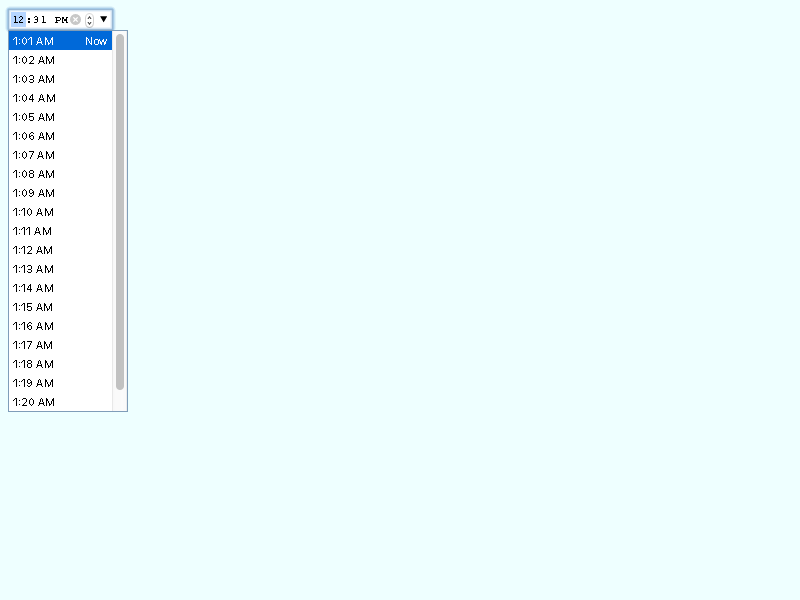 12:31 PM
1:01 AM Now
1:02 AM
1:03 AM
1:04 AM
1:05 AM
1:06 AM
1:07 AM
1:08 AM
1:09 AM
1:10 AM
1:11 AM
1:12 AM
1:13 AM
1:14 AM
1:15 AM
1:16 AM
1:17 AM
1:18 AM
1:19 AM
1:20 AM